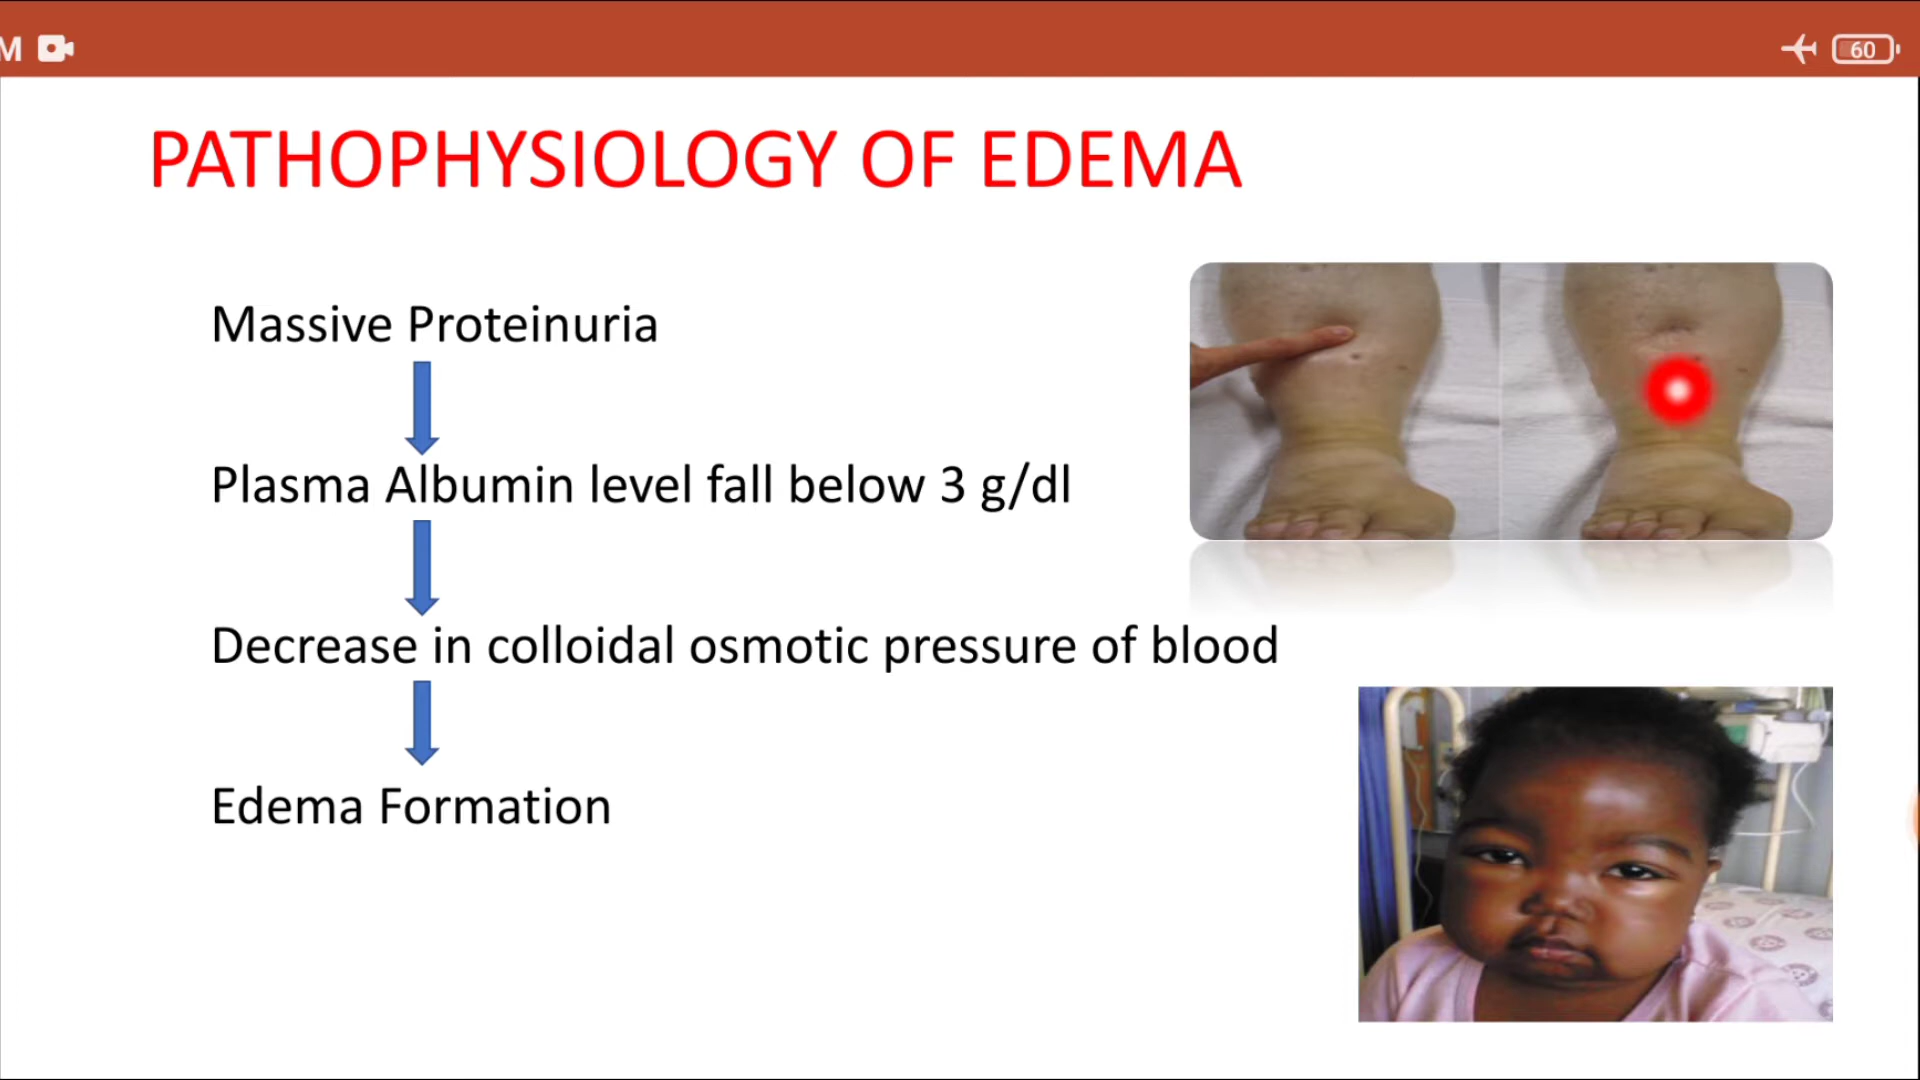 M
60
PATHOPHYSIOLOGY OF EDEMA
Massive Proteinuria
Plasma Albumin level fall below 3 g/dl
Decrease in colloidal osmotic pressure of blood
Edema Formation